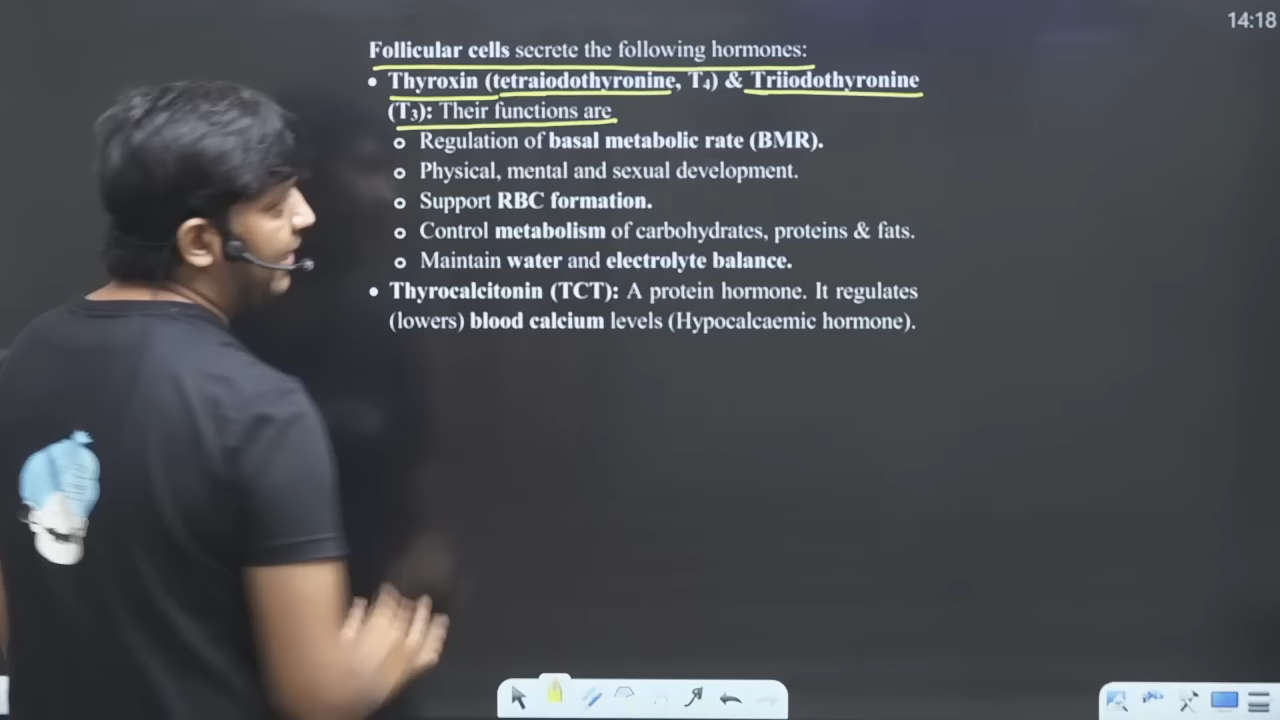 14:18
Follicular cells secrete the following hormones:
• Thyroxin (tetraiodothyronine, T₄) & Triiodothyronine
(T₃): Their functions are
o Regulation of basal metabolic rate (BMR).
o Physical, mental and sexual development.
o Support RBC formation.
o Control metabolism of carbohydrates, proteins & fats.
o Maintain water and electrolyte balance.
• Thyrocalcitonin (TCT): A protein hormone. It regulates
(lowers) blood calcium levels (Hypocalcaemic hormone).